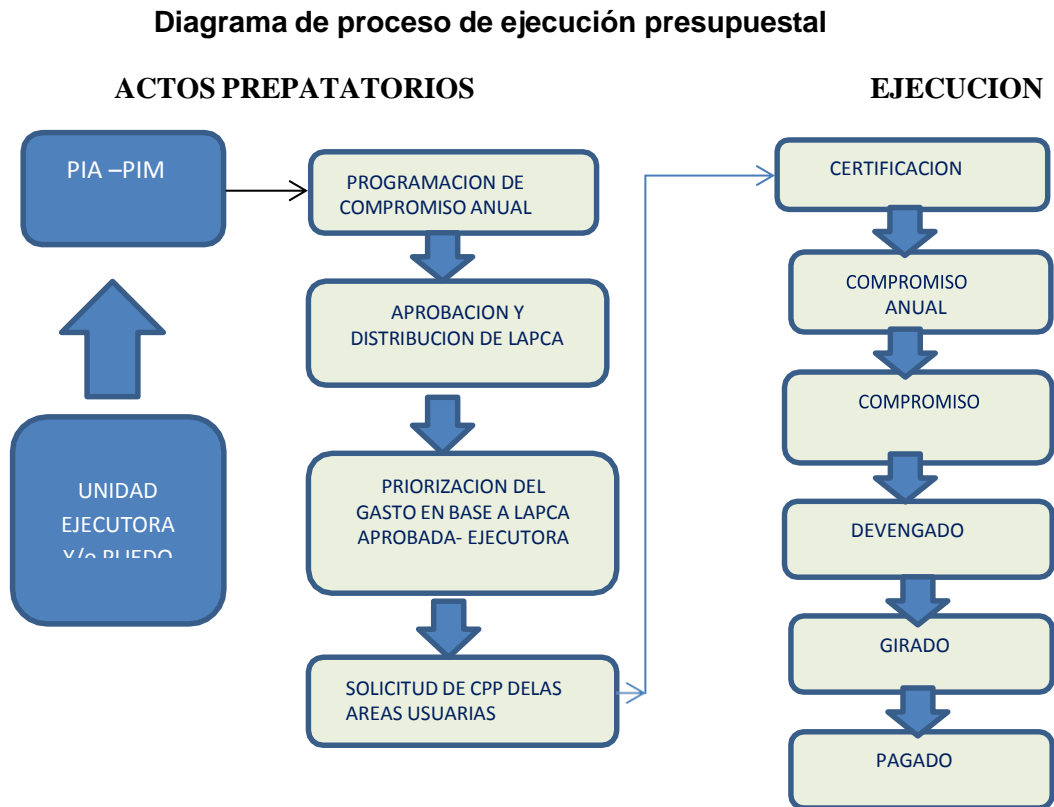 Diagrama de proceso de ejecución presupuestal
ACTOS PREPATATORIOS
EJECUCION
PIA –PIM
UNIDAD
EJECUTORA
Y/o
PROGRAMACION DE
COMPROMISO ANUAL
APROBACION Y
DISTRIBUCION DE LAPCA
PRIORIZACION DEL
GASTO EN BASE A LAPCA
APROBADA- EJECUTORA
SOLICITUD DE CPP DELAS
AREAS USUARIAS
CERTIFICACION
COMPROMISO
ANUAL
COMPROMISO
DEVENGADO
GIRADO
PAGADO